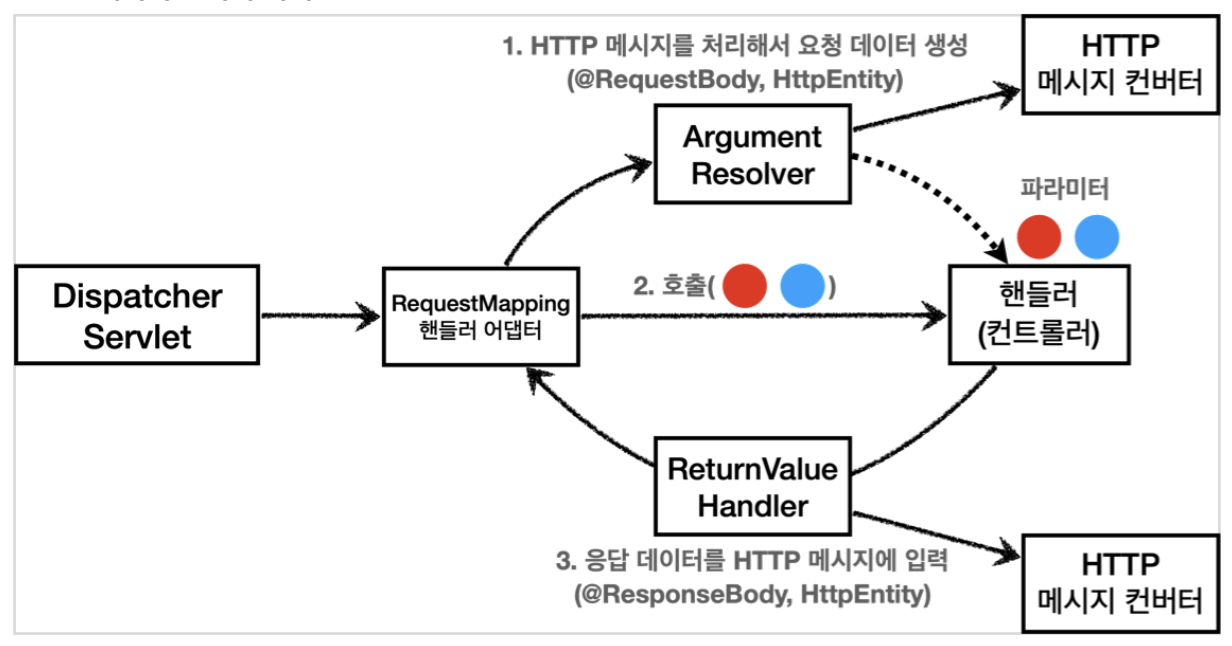 1. HTTP 메시지를 처리해서 요청 데이터 생성
(@RequestBody, HttpEntity)
HTTP
메시지 컨버터
Argument
Resolver
파라미터
Dispatcher
Servlet
RequestMapping
핸들러 어댑터
2. 호출( )
핸들러
(컨트롤러)
ReturnValue
Handler
3. 응답 데이터를 HTTP 메시지에 입력
(@ResponseBody, HttpEntity)
HTTP
메시지 컨버터